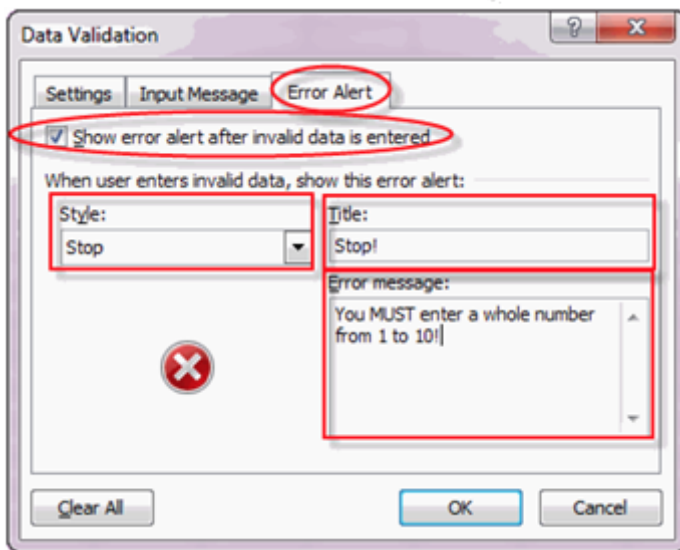 Data Validation
Settings Input Message Error Alert
Show error alert after invalid data is entered
When user enters invalid data, show this error alert:
Style: Title:
Stop Stop!
Error message:
You MUST enter a whole number
from 1 to 10!
Clear All OK Cancel